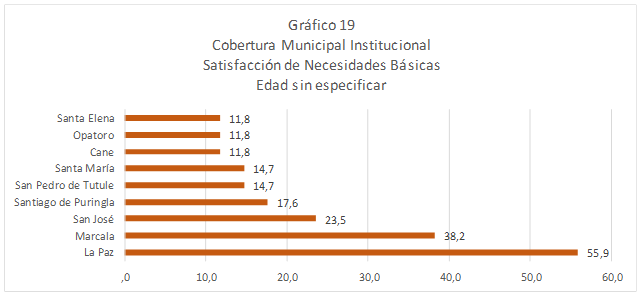 Gráfico 19
Cobertura Municipal Institucional
Satisfacción de Necesidades Básicas
Edad sin especificar
Santa Elena 11,8
Opatoro 11,8
Cane 11,8
Santa María 14,7
San Pedro de Tutule 14,7
Santiago de Puringla 17,6
San José 23,5
Marcala 38,2
La Paz 55,9
,0 10,0 20,0 30,0 40,0 50,0 60,0